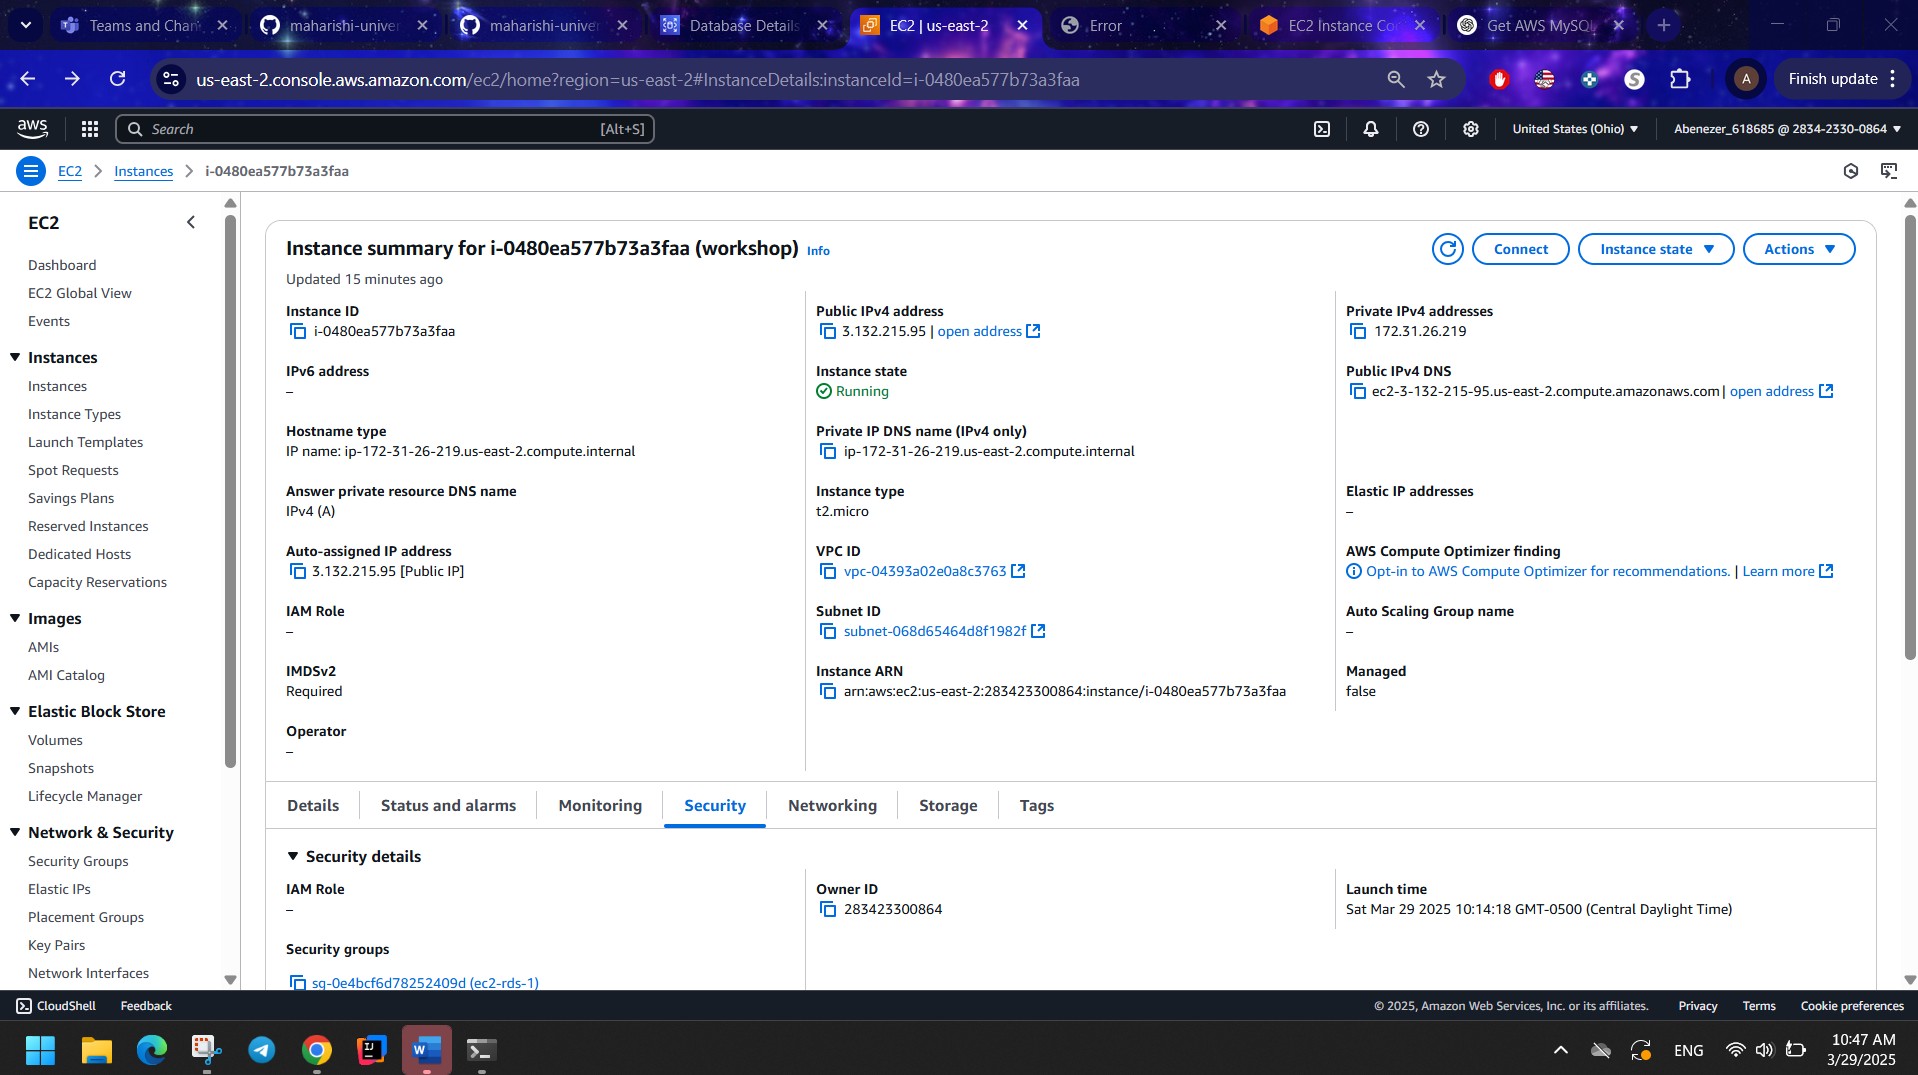 Teams and Chan
maharishi-univer
maharishi-univer
Database Details
EC2 | us-east-2
Error
EC2 Instance Co
Get AWS MySQL
us-east-2.console.aws.amazon.com/ec2/home?region=us-east-2#InstanceDetails:instanceId=i-0480ea577b73a3faa
A
Finish update
aws
Search
[Alt+S]
United States (Ohio)
Abenezer_618685 @ 2834-2330-0864
EC2
Instances
i-0480ea577b73a3faa
EC2
Dashboard
EC2 Global View
Events
Instances
Instances
Instance Types
Launch Templates
Spot Requests
Savings Plans
Reserved Instances
Dedicated Hosts
Capacity Reservations
Images
AMIs
AMI Catalog
Elastic Block Store
Volumes
Snapshots
Lifecycle Manager
Network & Security
Security Groups
Elastic IPs
Placement Groups
Key Pairs
Network Interfaces
Instance summary for i-0480ea577b73a3faa (workshop) Info
Updated 15 minutes ago
Connect
Instance state
Actions
Instance ID
i-0480ea577b73a3faa
Public IPv4 address
3.132.215.95 | open address
Private IPv4 addresses
172.31.26.219
IPv6 address
–
Instance state
Running
Public IPv4 DNS
ec2-3-132-215-95.us-east-2.compute.amazonaws.com | open address
Hostname type
IP name: ip-172-31-26-219.us-east-2.compute.internal
Private IP DNS name (IPv4 only)
ip-172-31-26-219.us-east-2.compute.internal
Answer private resource DNS name
IPv4 (A)
Instance type
t2.micro
Elastic IP addresses
–
Auto-assigned IP address
3.132.215.95 [Public IP]
VPC ID
vpc-04393a02e0a8c3763
AWS Compute Optimizer finding
Opt-in to AWS Compute Optimizer for recommendations. | Learn more
IAM Role
–
Subnet ID
subnet-068d65464d8f1982f
Auto Scaling Group name
–
IMDSv2
Required
Instance ARN
arn:aws:ec2:us-east-2:283423300864:instance/i-0480ea577b73a3faa
Managed
false
Operator
–
Details
Status and alarms
Monitoring
Security
Networking
Storage
Tags
Security details
IAM Role
–
Owner ID
283423300864
Launch time
Sat Mar 29 2025 10:14:18 GMT-0500 (Central Daylight Time)
Security groups
sg-0e4bcf6d78252409d (ec2-rds-1)
CloudShell
Feedback
© 2025, Amazon Web Services, Inc. or its affiliates.
Privacy
Terms
Cookie preferences
ENG
10:47 AM
3/29/2025